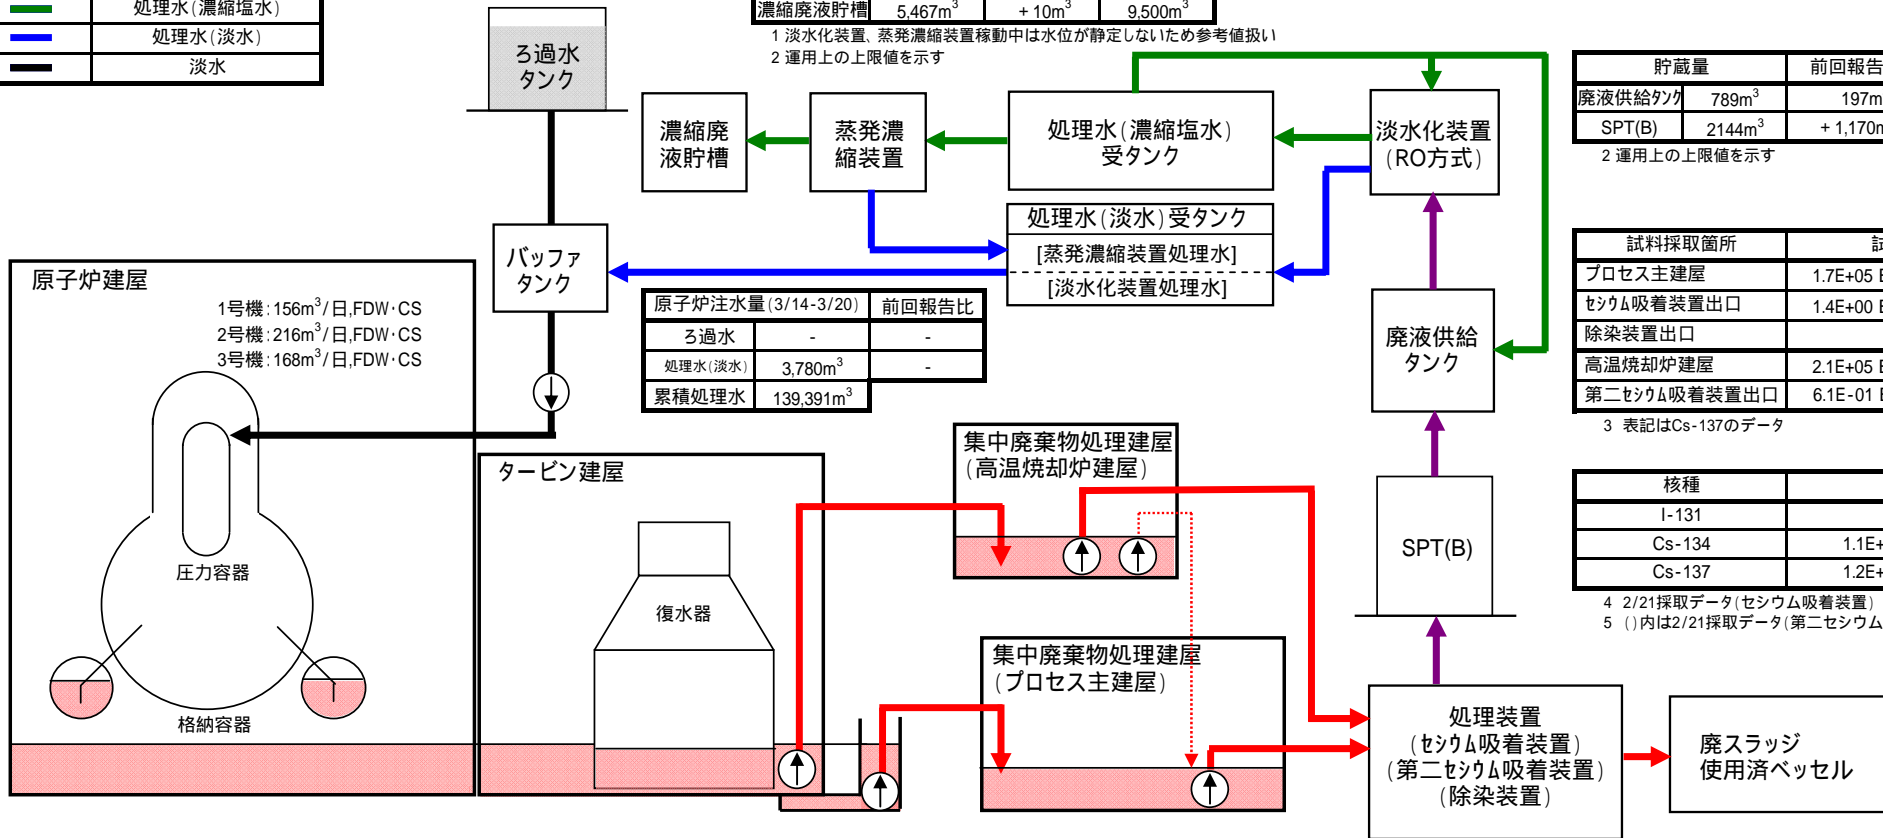 処理水(濃縮塩水)
処理水(淡水)
淡水
濃縮廃液貯槽 5,467m³ +10m³ 9,500m³
1 淡水化装置、蒸発濃縮装置稼動中は水位が静定しないため参考値扱い
2 運用上の上限値を示す
ろ過水
タンク
濃縮廃
液貯槽
蒸発濃
縮装置
処理水(濃縮塩水)
受タンク
淡水化装置
(RO方式)
貯蔵量 前回報告
廃液供給タンク 789m³ 197m
SPT(B) 2144m³ +1,170m
2 運用上の上限値を示す
処理水(淡水)受タンク
[蒸発濃縮装置処理水]
[淡水化装置処理水]
バッファ
タンク
原子炉建屋
1号機:156m³/日,FDW・CS
2号機:216m³/日,FDW・CS
3号機:168m³/日,FDW・CS
原子炉注水量(3/14-3/20) 前回報告比
ろ過水 - -
処理水(淡水) 3,780m³ -
累積処理水 139,391m³
廃液供給
タンク
試料採取箇所
プロセス主建屋 1.7E+05
セシウム吸着装置出口 1.4E+00
除染装置出口
高温焼却炉建屋 2.1E+05
第二セシウム吸着装置出口 6.1E-01
3 表記はCs-137のデータ
圧力容器
格納容器
タービン建屋
復水器
集中廃棄物処理建屋
(高温焼却炉建屋)
集中廃棄物処理建屋
(プロセス主建屋)
SPT(B)
核種
I-131
Cs-134 1.1E+
Cs-137 1.2E+
4 2/21採取データ(セシウム吸着装置)
5 ()内は2/21採取データ(第二セシウム
処理装置
(セシウム吸着装置)
(第二セシウム吸着装置)
(除染装置)
廃スラッジ
使用済ベッセル